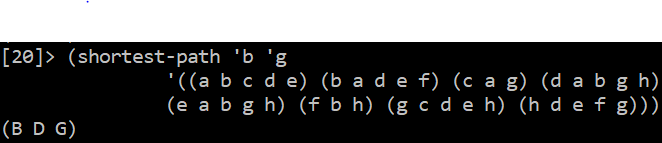 [20]> (shortest-path 'b 'g
'((a b c d e) (b a d e f) (c a g) (d a b g h)
(e a b g h) (f b h) (g c d e h) (h d e f g)))
(B D G)